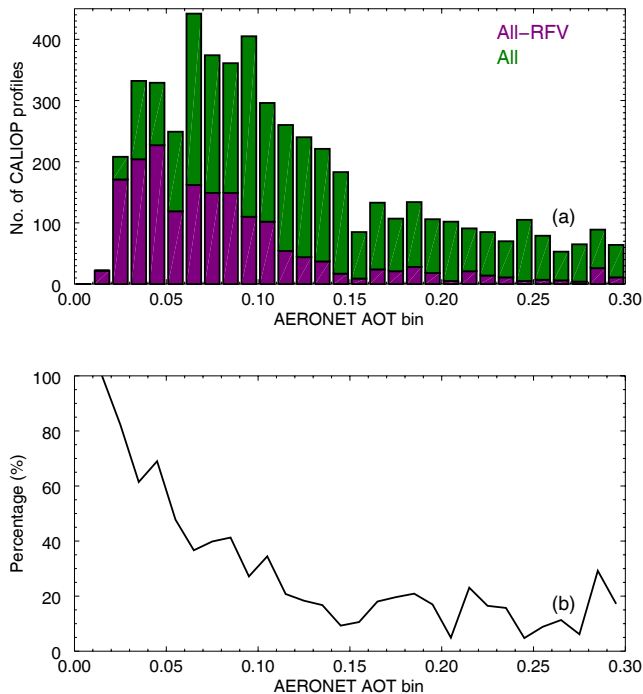 All-RFV
All
(a)
No. of CALIOP profiles
400
300
200
100
0
0.00 0.05 0.10 0.15 0.20 0.25 0.30
AERONET AOT bin
100
80
60
40
20
0
Percentage (%)
(b)
0.00 0.05 0.10 0.15 0.20 0.25 0.30
AERONET AOT bin